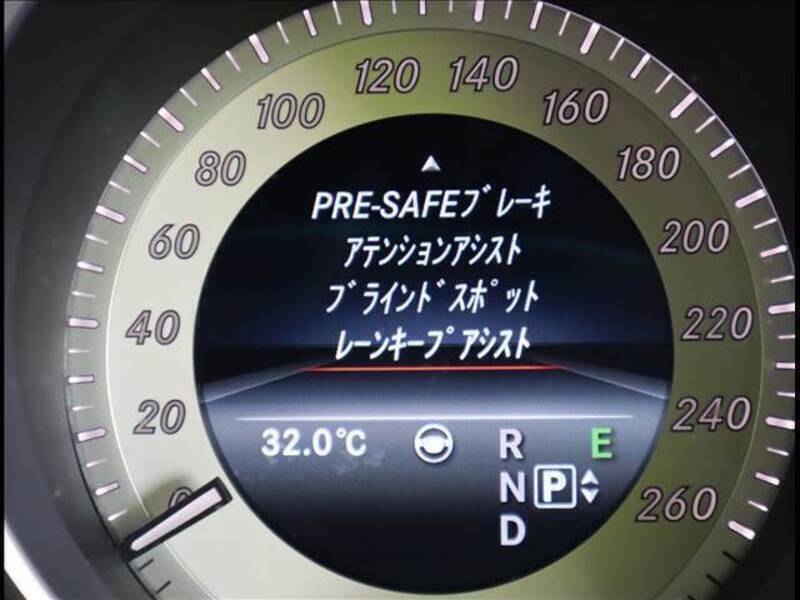 120 140
100 160
80 180
60 200
40 220
20 240
0 260
PRE-SAFEブレーキ
アテンションアシスト
ブラインドスポット
レーンキープアシスト
32.0°C
R E
N P
D